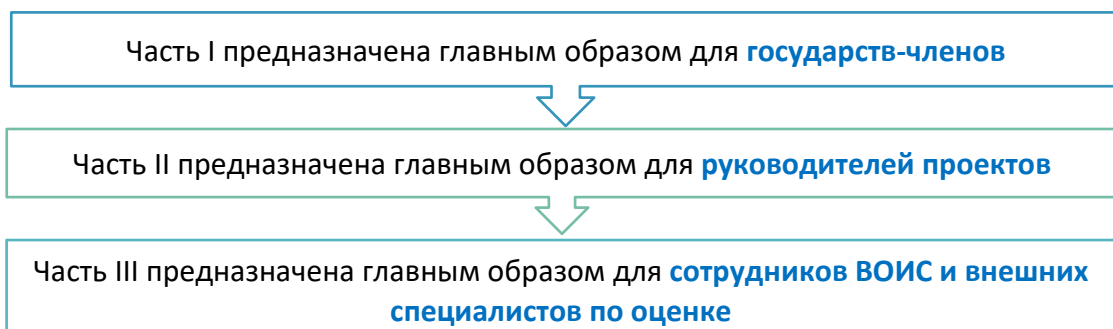 Часть I предназначена главным образом для государств-членов
Часть II предназначена главным образом для руководителей проектов
Часть III предназначена главным образом для сотрудников ВОИС и внешних
специалистов по оценке